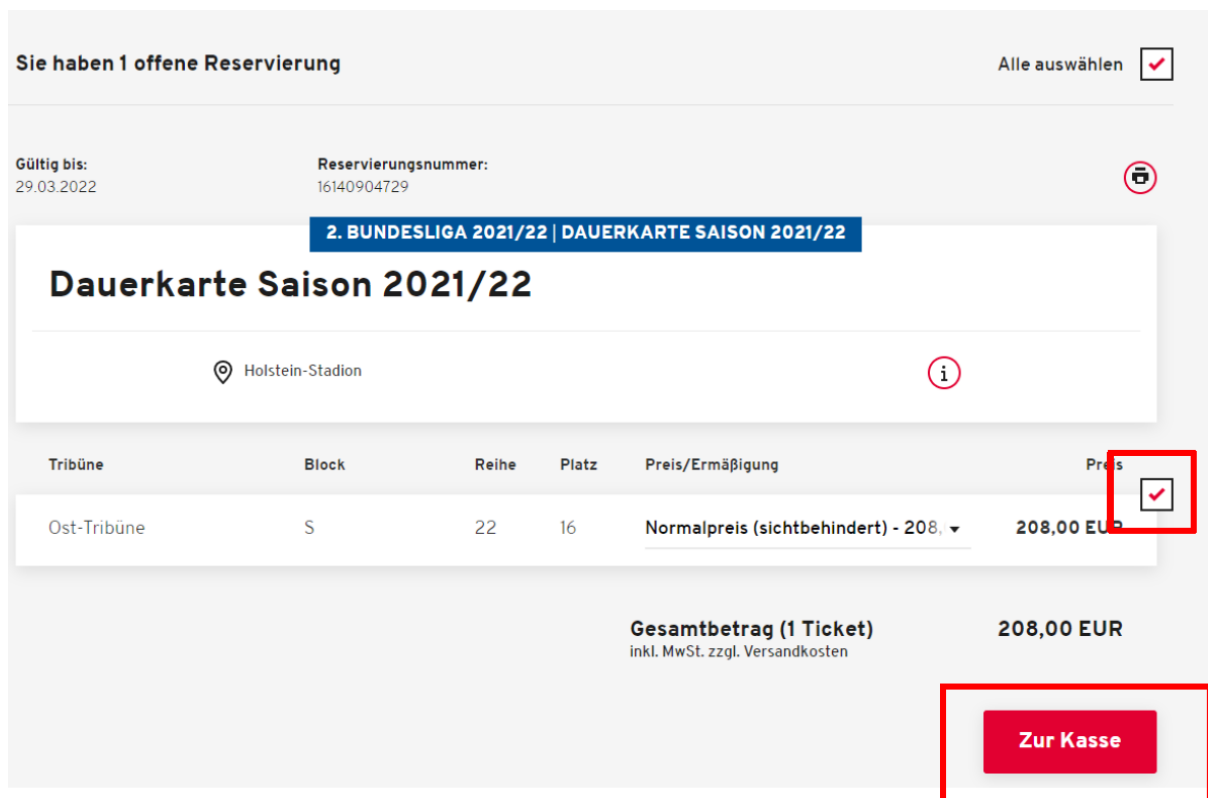 Sie haben 1 offene Reservierung Alle auswählen
Gültig bis: Reservierungsnummer:
29.03.2022 16140904729
2. BUNDESLIGA 2021/22 | DAUERKARTE SAISON 2021/22
Dauerkarte Saison 2021/22
Holstein-Stadion i
Tribüne Block Reihe Platz Preis/Ermäßigung Preis
Ost-Tribüne S 22 16 Normalpreis (sichtbehindert) - 208, 208,00 EUR
Gesamtbetrag (1 Ticket) 208,00 EUR
inkl. MwSt. zzgl. Versandkosten
Zur Kasse